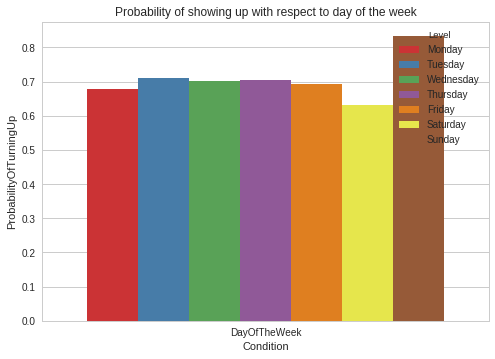 Probability of showing up with respect to day of the week
ProbabilityOfTurningUp
0.8
0.7
0.6
0.5
0.4
0.3
0.2
0.1
0.0
Level
Monday
Tuesday
Wednesday
Thursday
Friday
Saturday
Sunday
DayOfTheWeek
Condition